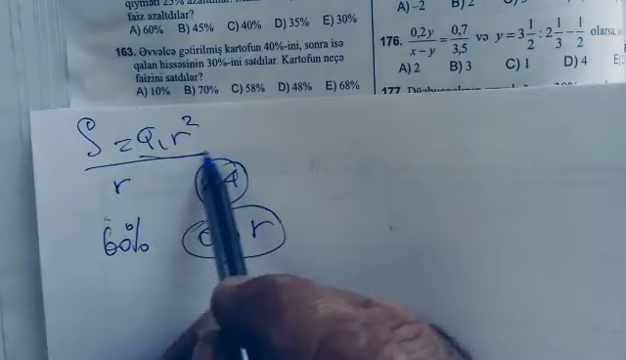 faiz azaltdılar?
A) 60% B) 45% C) 40% D) 35% E) 30%
163. Əvvəlcə gətirilmiş kartofun 40%-ini, sonra isə
qalan hissəsinin 30%-ini satdılar. Kartofun neçə
faizini satdılar?
A) 10% B) 70% C) 58% D) 48% E) 68%
A) -2 B) 2
176. 0,2y / x-y = 0,7 / 3,5 və y = 3 1/2 : 2 1/3 - 1/2 olarsa,
A) 2 B) 3 C) 1 D) 4 E)
177
S = a₁r²
r
60%
r